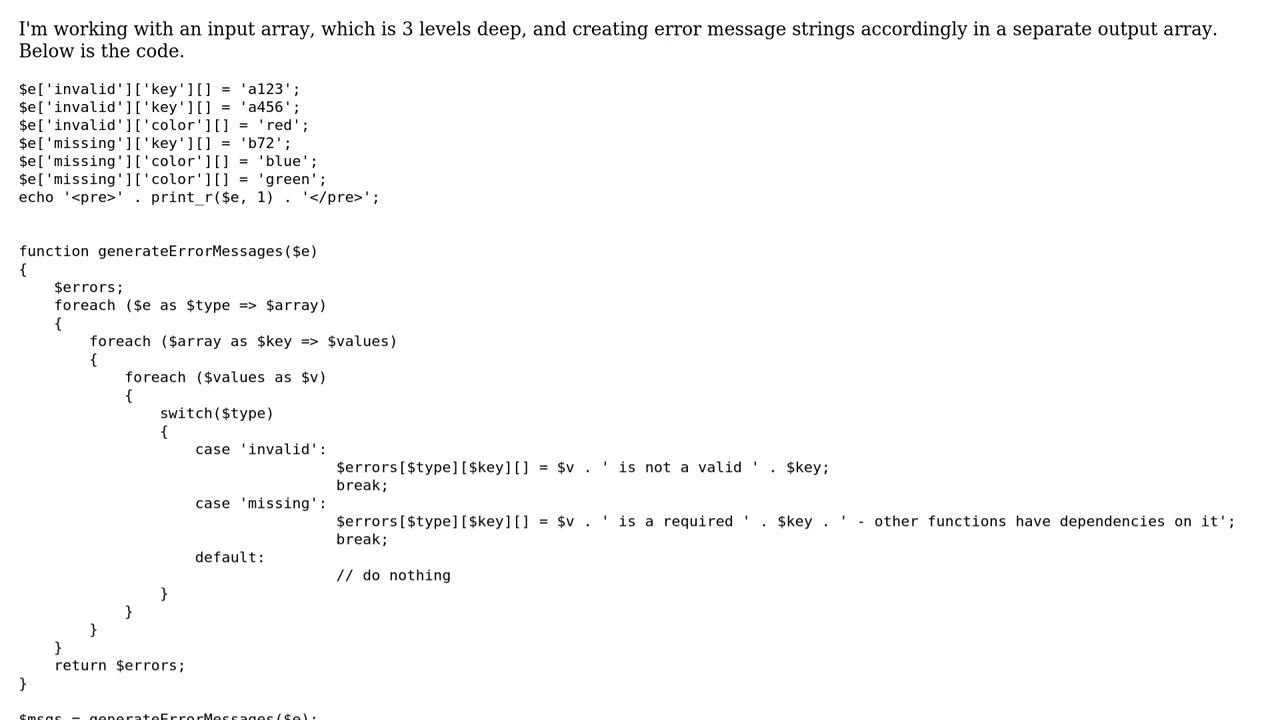 I'm working with an input array, which is 3 levels deep, and creating error message strings accordingly in a separate output array.
Below is the code.
$e['invalid']['key'][] = 'a123';
$e['invalid']['key'][] = 'a456';
$e['invalid']['color'][] = 'red';
$e['missing']['key'][] = 'b72';
$e['missing']['color'][] = 'blue';
$e['missing']['color'][] = 'green';
echo '<pre>' . print_r($e, 1) . '</pre>';
function generateErrorMessages($e)
{
    $errors;
    foreach ($e as $type => $array)
    {
        foreach ($array as $key => $values)
        {
            foreach ($values as $v)
            {
                switch($type)
                {
                    case 'invalid':
                                    $errors[$type][$key][] = $v . ' is not a valid ' . $key;
                                    break;
                    case 'missing':
                                    $errors[$type][$key][] = $v . ' is a required ' . $key . ' - other functions have dependencies on it';
                                    break;
                    default:
                                    // do nothing
                }
            }
        }
    }
    return $errors;
}
$msgs = generateErrorMessages($e);